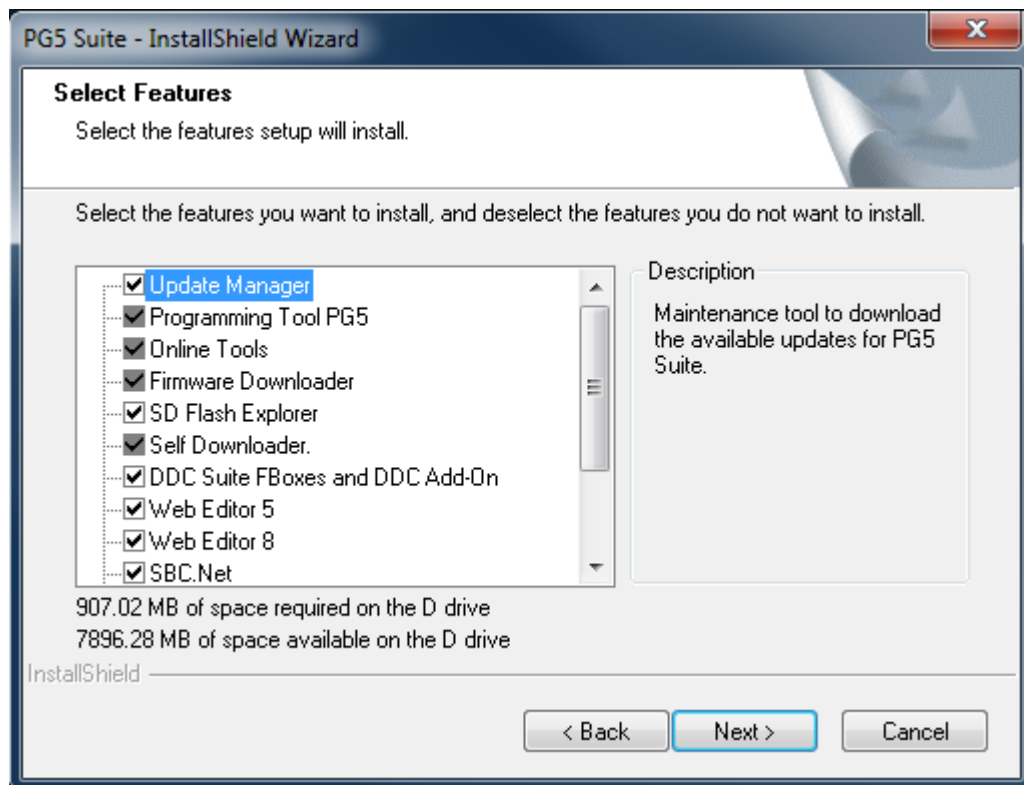 PG5 Suite - InstallShield Wizard
Select Features
Select the features setup will install.
Select the features you want to install, and deselect the features you do not want to install.
Update Manager
Programming Tool PG5
Online Tools
Firmware Downloader
SD Flash Explorer
Self Downloader.
DDC Suite FBoxes and DDC Add-On
Web Editor 5
Web Editor 8
SBC.Net
Description
Maintenance tool to download
the available updates for PG5
Suite.
907.02 MB of space required on the D drive
7896.28 MB of space available on the D drive
InstallShield
< Back
Next >
Cancel